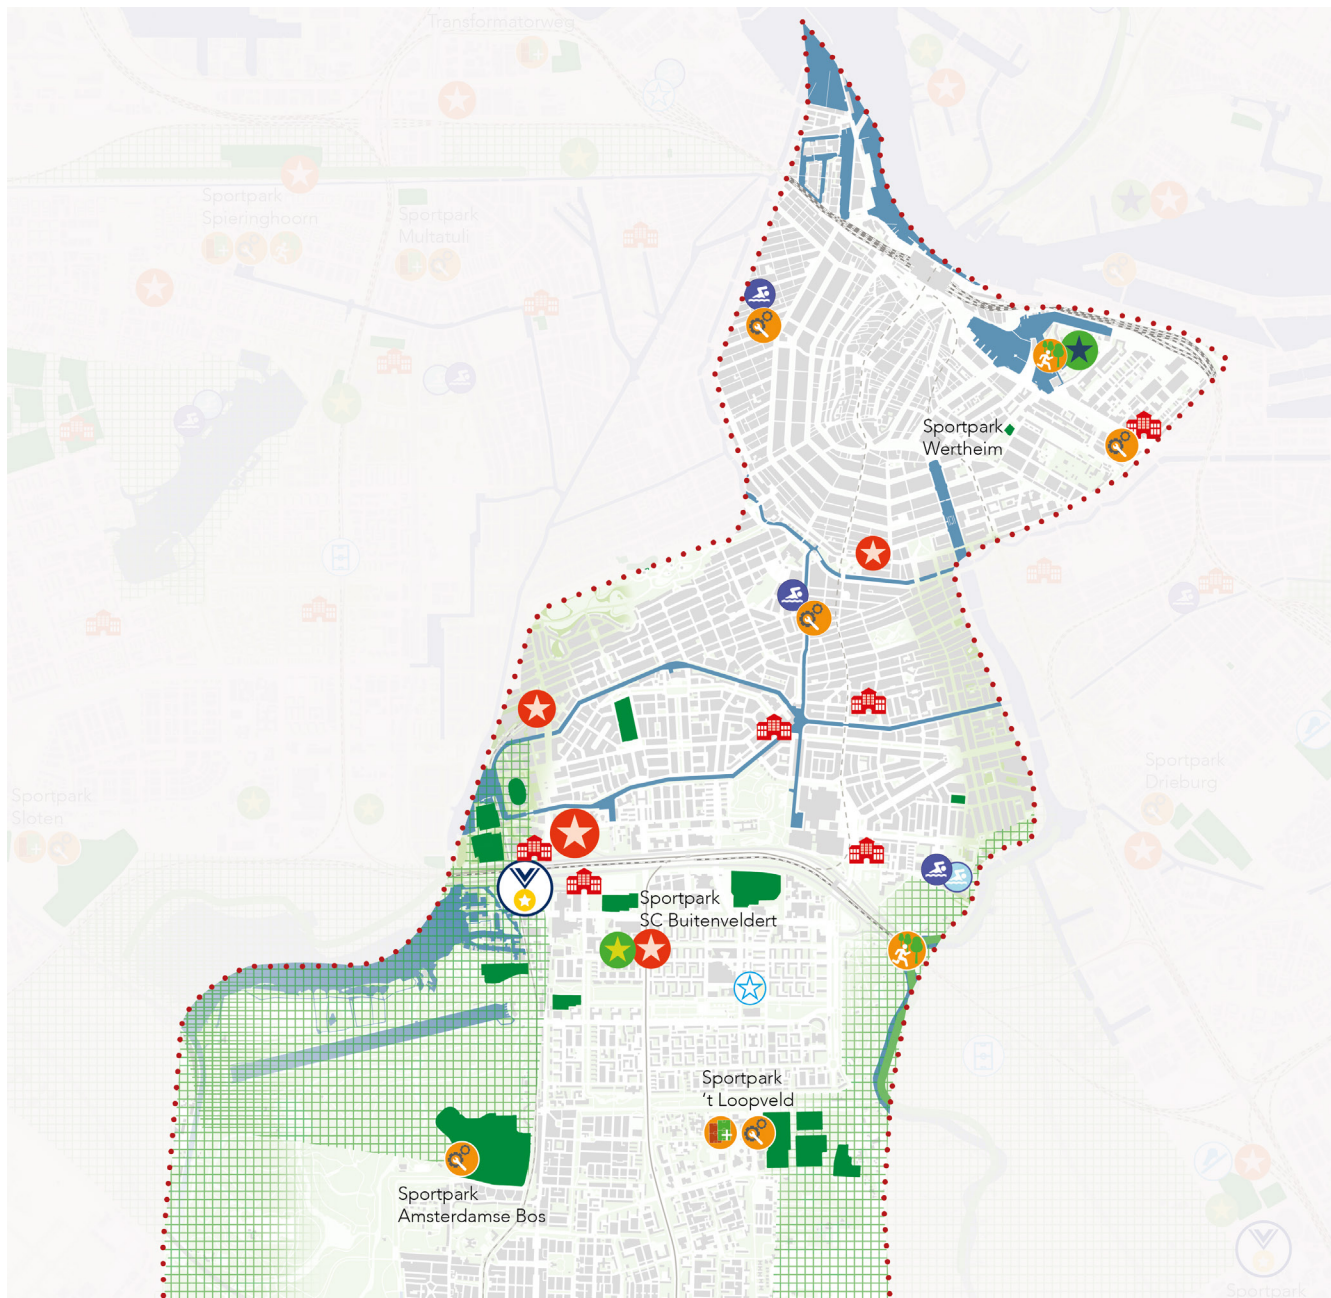 Transformatorweg
Sportpark
Spieringhoorn
Sportpark
Multatuli
Sportpark
Wertheim
Sportpark
Drieburg
Sportpark
Sloten
Sportpark
SC Buitenveldert
Sportpark
‘t Loopveld
Sportpark
Amsterdamse Bos
Sportpark